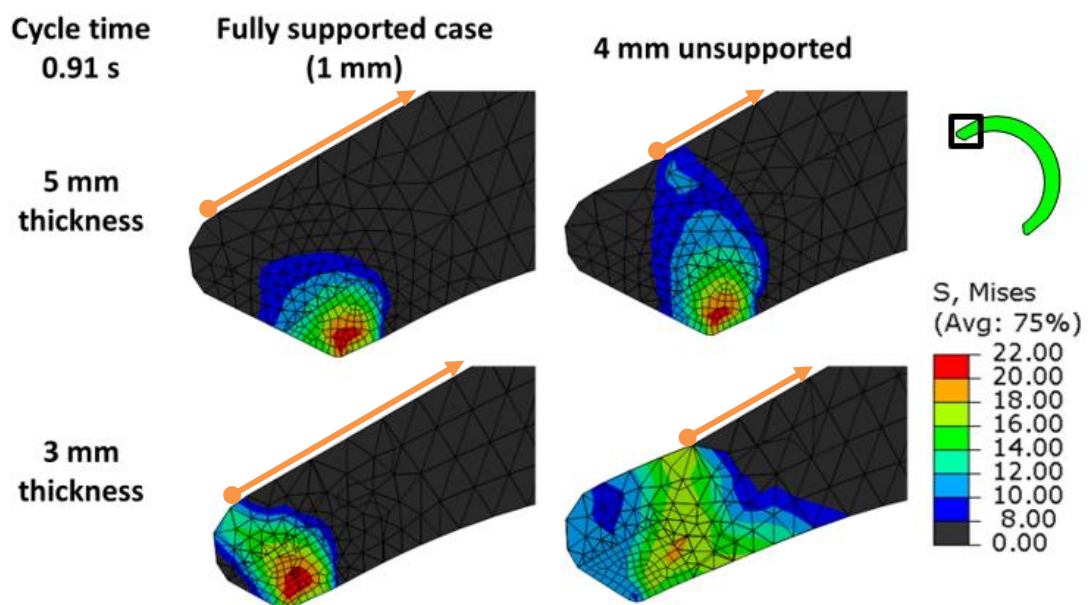 Cycle time
0.91 s
Fully supported case
(1 mm)
4 mm unsupported
5 mm
thickness
3 mm
thickness
S, Mises
(Avg: 75%)
22.00
20.00
18.00
16.00
14.00
12.00
10.00
8.00
0.00